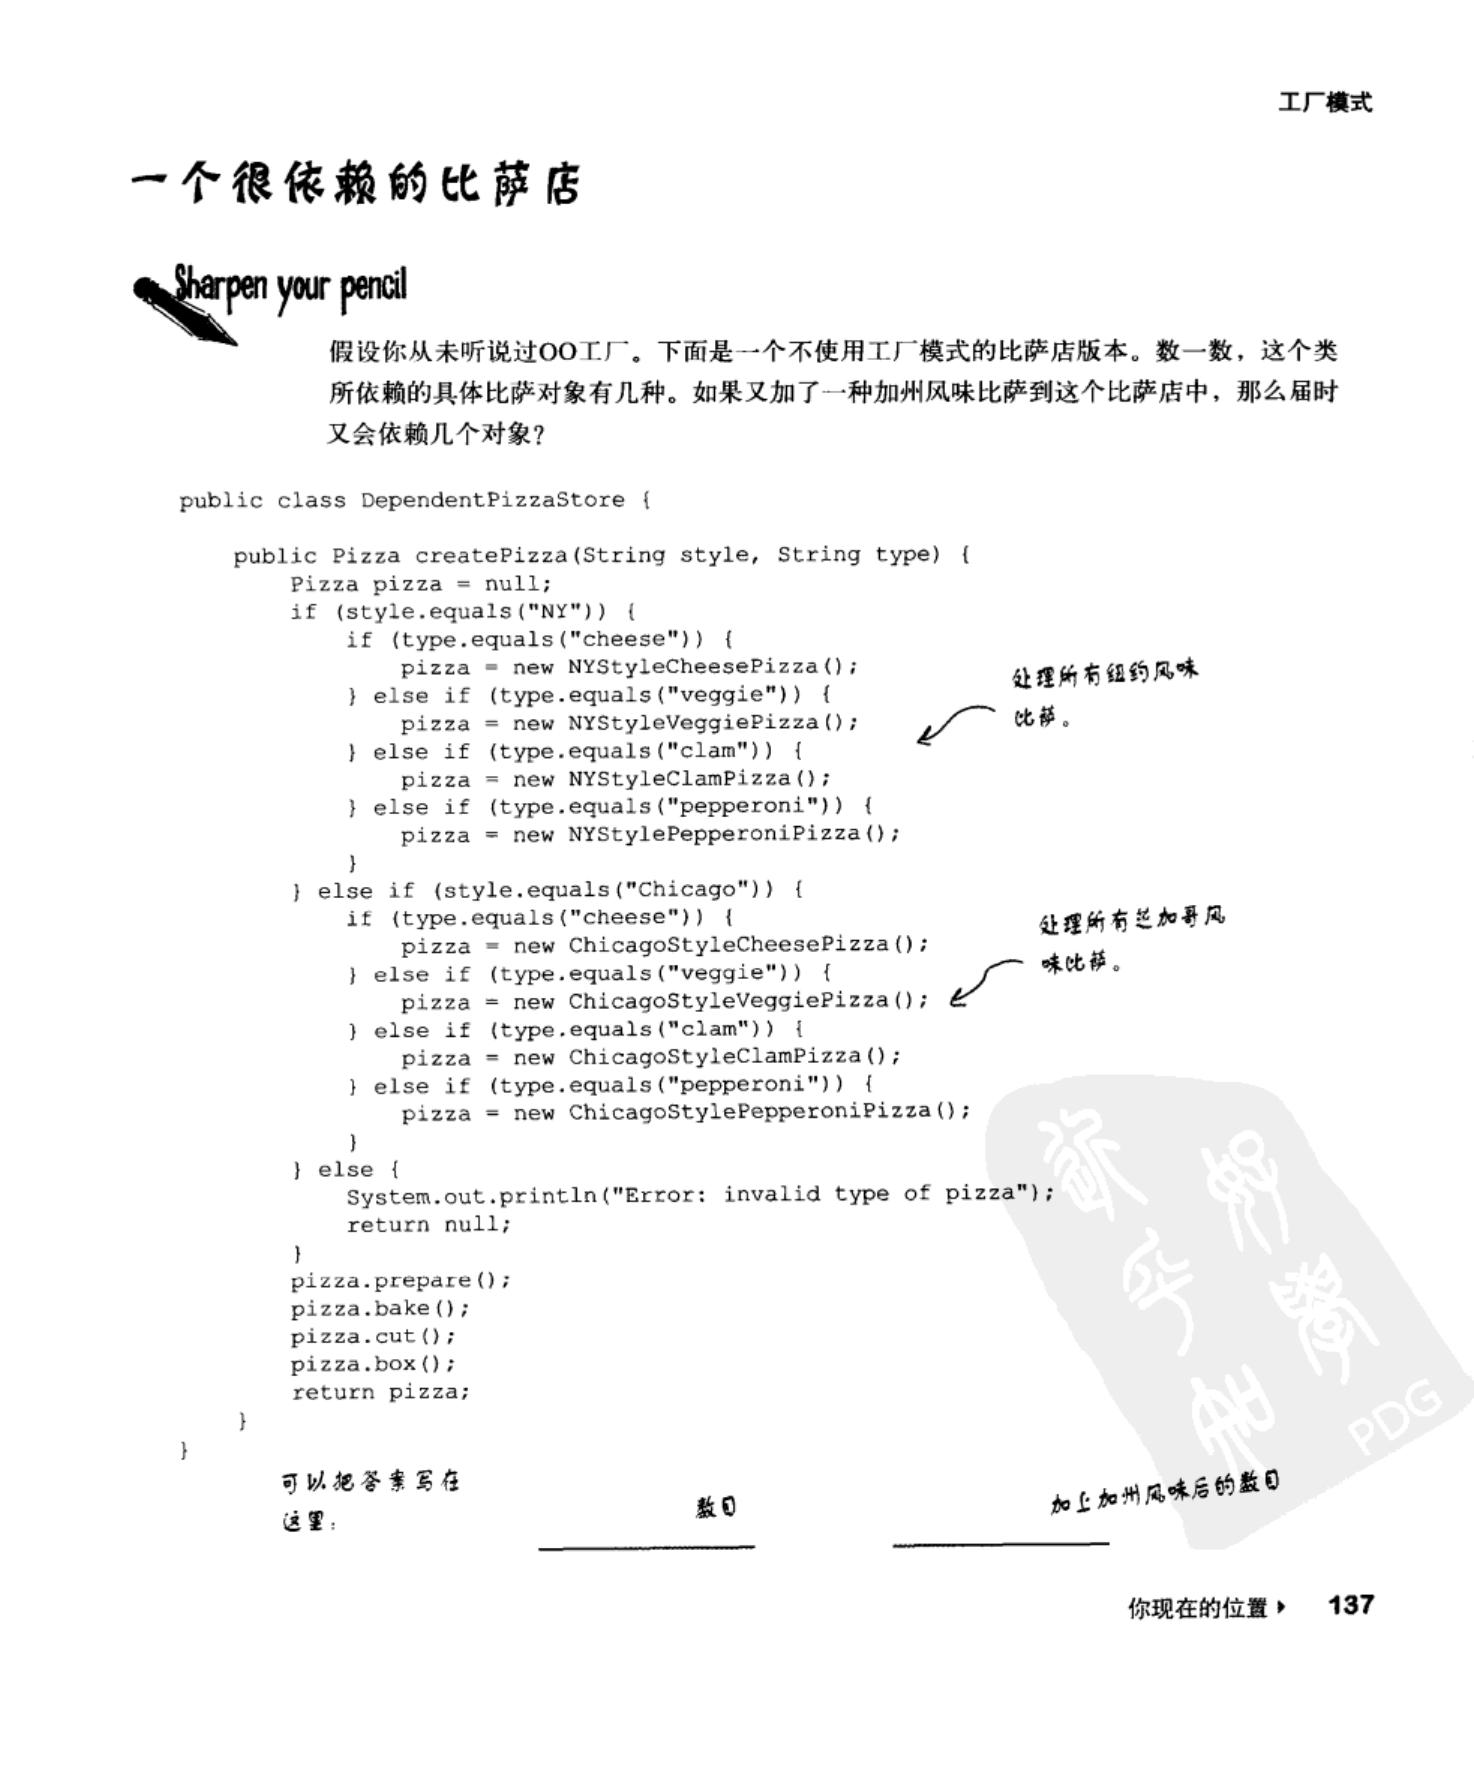 工厂模式
一个很依赖的比萨店
Sharpen your pencil
假设你从未听说过OO工厂。下面是一个不使用工厂模式的比萨店版本。数一数，这个类
所依赖的具体比萨对象有几种。如果又加了一种加州风味比萨到这个比萨店中，那么届时
又会依赖几个对象？
public class DependentPizzaStore {
public Pizza createPizza(String style, String type) {
Pizza pizza = null;
if (style.equals("NY")) {
if (type.equals("cheese")) {
pizza = new NYStyleCheesePizza();
} else if (type.equals("veggie")) {
pizza = new NYStyleVeggiePizza();
} else if (type.equals("clam")) {
pizza = new NYStyleClamPizza();
} else if (type.equals("pepperoni")) {
pizza = new NYStylePepperoniPizza();
}
处理所有纽约风味
比萨。
} else if (style.equals("Chicago")) {
if (type.equals("cheese")) {
pizza = new ChicagoStyleCheesePizza();
} else if (type.equals("veggie")) {
pizza = new ChicagoStyleVeggiePizza();
} else if (type.equals("clam")) {
pizza = new ChicagoStyleClamPizza();
} else if (type.equals("pepperoni")) {
pizza = new ChicagoStylePepperoniPizza();
}
处理所有芝加哥风
味比萨。
} else {
System.out.println("Error: invalid type of pizza");
return null;
}
pizza.prepare();
pizza.bake();
pizza.cut();
pizza.box();
return pizza;
}
}
PDG
可以把答案写在
这里：
数目
加上加州风味后的数目
你现在的位置 137